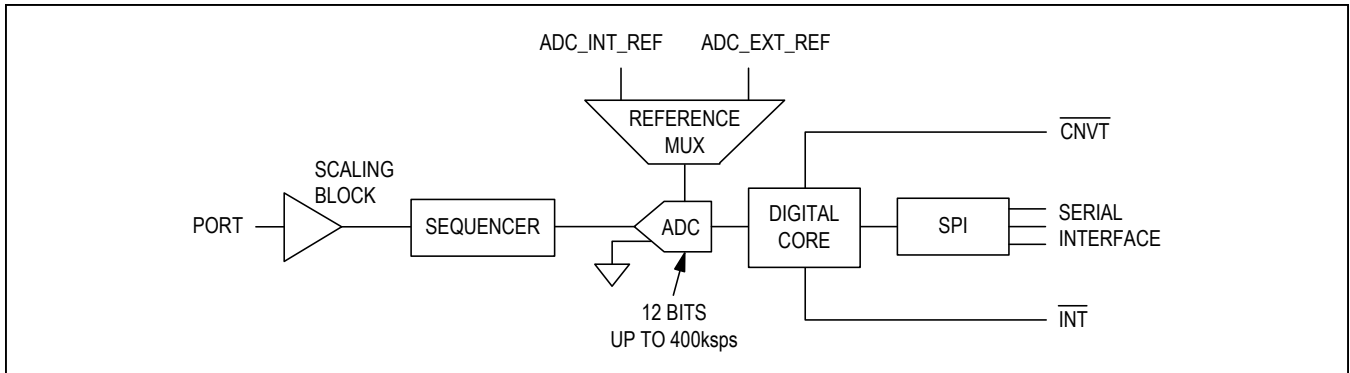 ADC_INT_REF
ADC_EXT_REF
REFERENCE
MUX
CNVT
SCALING
BLOCK
PORT
SEQUENCER
ADC
DIGITAL
CORE
SPI
SERIAL
INTERFACE
12 BITS
UP TO 400ksps
INT